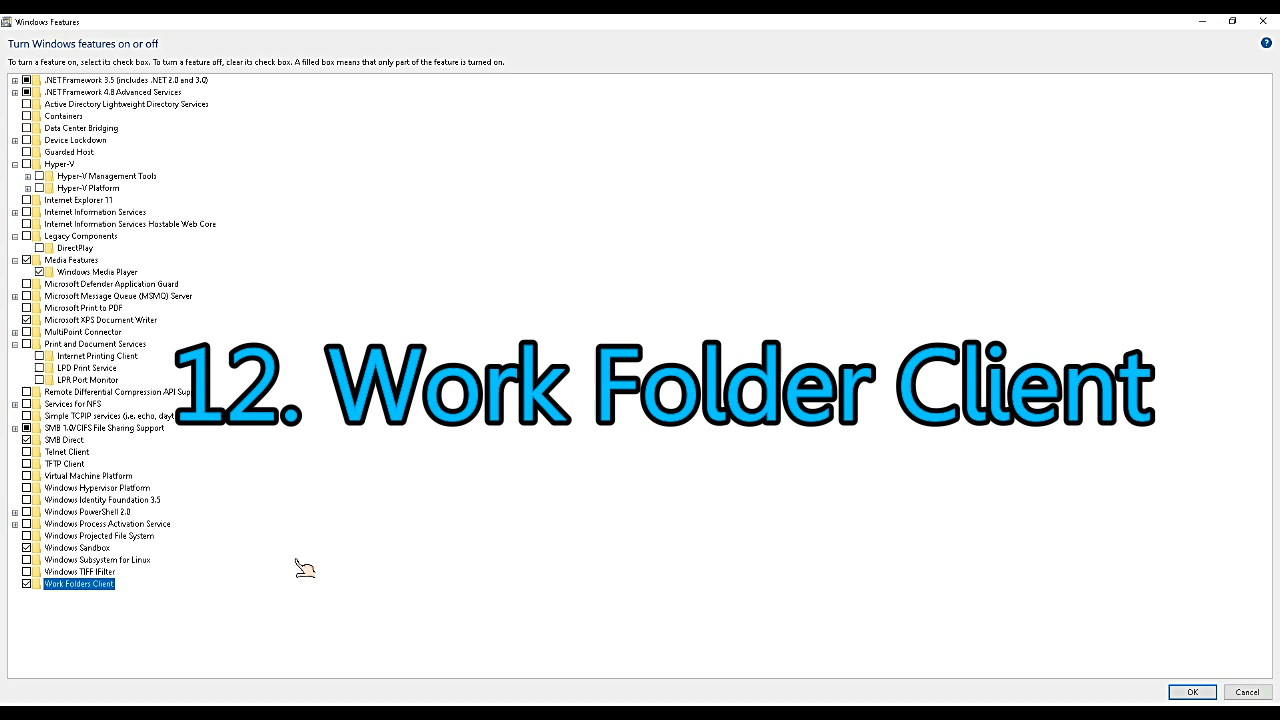 Windows Features
Turn Windows features on or off
To turn a feature on, select its check box. To turn a feature off, clear its check box. A filled box means that only part of the feature is turned on.
.NET Framework 3.5 (includes .NET 2.0 and 3.0)
.NET Framework 4.8 Advanced Services
Active Directory Lightweight Directory Services
Containers
Data Center Bridging
Device Lockdown
Guarded Host
Hyper-V
Hyper-V Management Tools
Hyper-V Platform
Internet Explorer 11
Internet Information Services
Internet Information Services Hostable Web Core
Legacy Components
DirectPlay
Media Features
Windows Media Player
Microsoft Defender Application Guard
Microsoft Message Queue (MSMQ) Server
Microsoft Print to PDF
Microsoft XPS Document Writer
MultiPoint Connector
Print and Document Services
Internet Printing Client
LPD Print Service
LPR Port Monitor
12. Work Folder Client
Remote Differential Compression API Sup
Services for NFS
Simple TCPIP services (i.e. echo, dayt
SMB 1.0/CIFS File Sharing Support
SMB Direct
Telnet Client
TFTP Client
Virtual Machine Platform
Windows Hypervisor Platform
Windows Identity Foundation 3.5
Windows PowerShell 2.0
Windows Process Activation Service
Windows Projected File System
Windows Sandbox
Windows Subsystem for Linux
Windows TIFF IFilter
Work Folders Client
OK Cancel